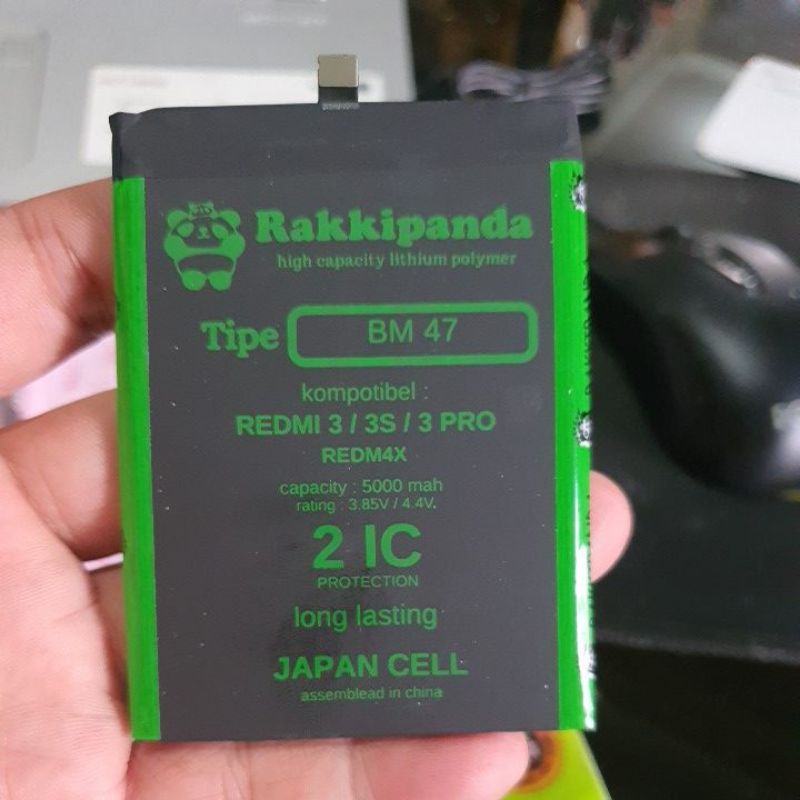 Rakkipanda
high capacity lithium polymer
Tipe BM 47
kompotibel :
REDMI 3 / 3S / 3 PRO
REDM4X
capacity : 5000 mah
rating : 3.85V / 4.4V.
2 IC
PROTECTION
long lasting
JAPAN CELL
assemblead in china